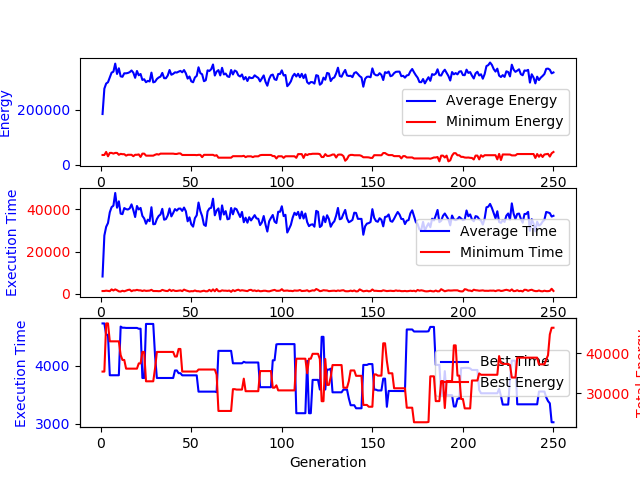 Energy
200000
0
Average Energy
Minimum Energy
0 50 100 150 200 250
Execution Time
40000
20000
0
Average Time
Minimum Time
0 50 100 150 200 250
Execution Time
4000
3000
Best Time
Best Energy
40000
30000
Total Energy
0 50 100 150 200 250
Generation